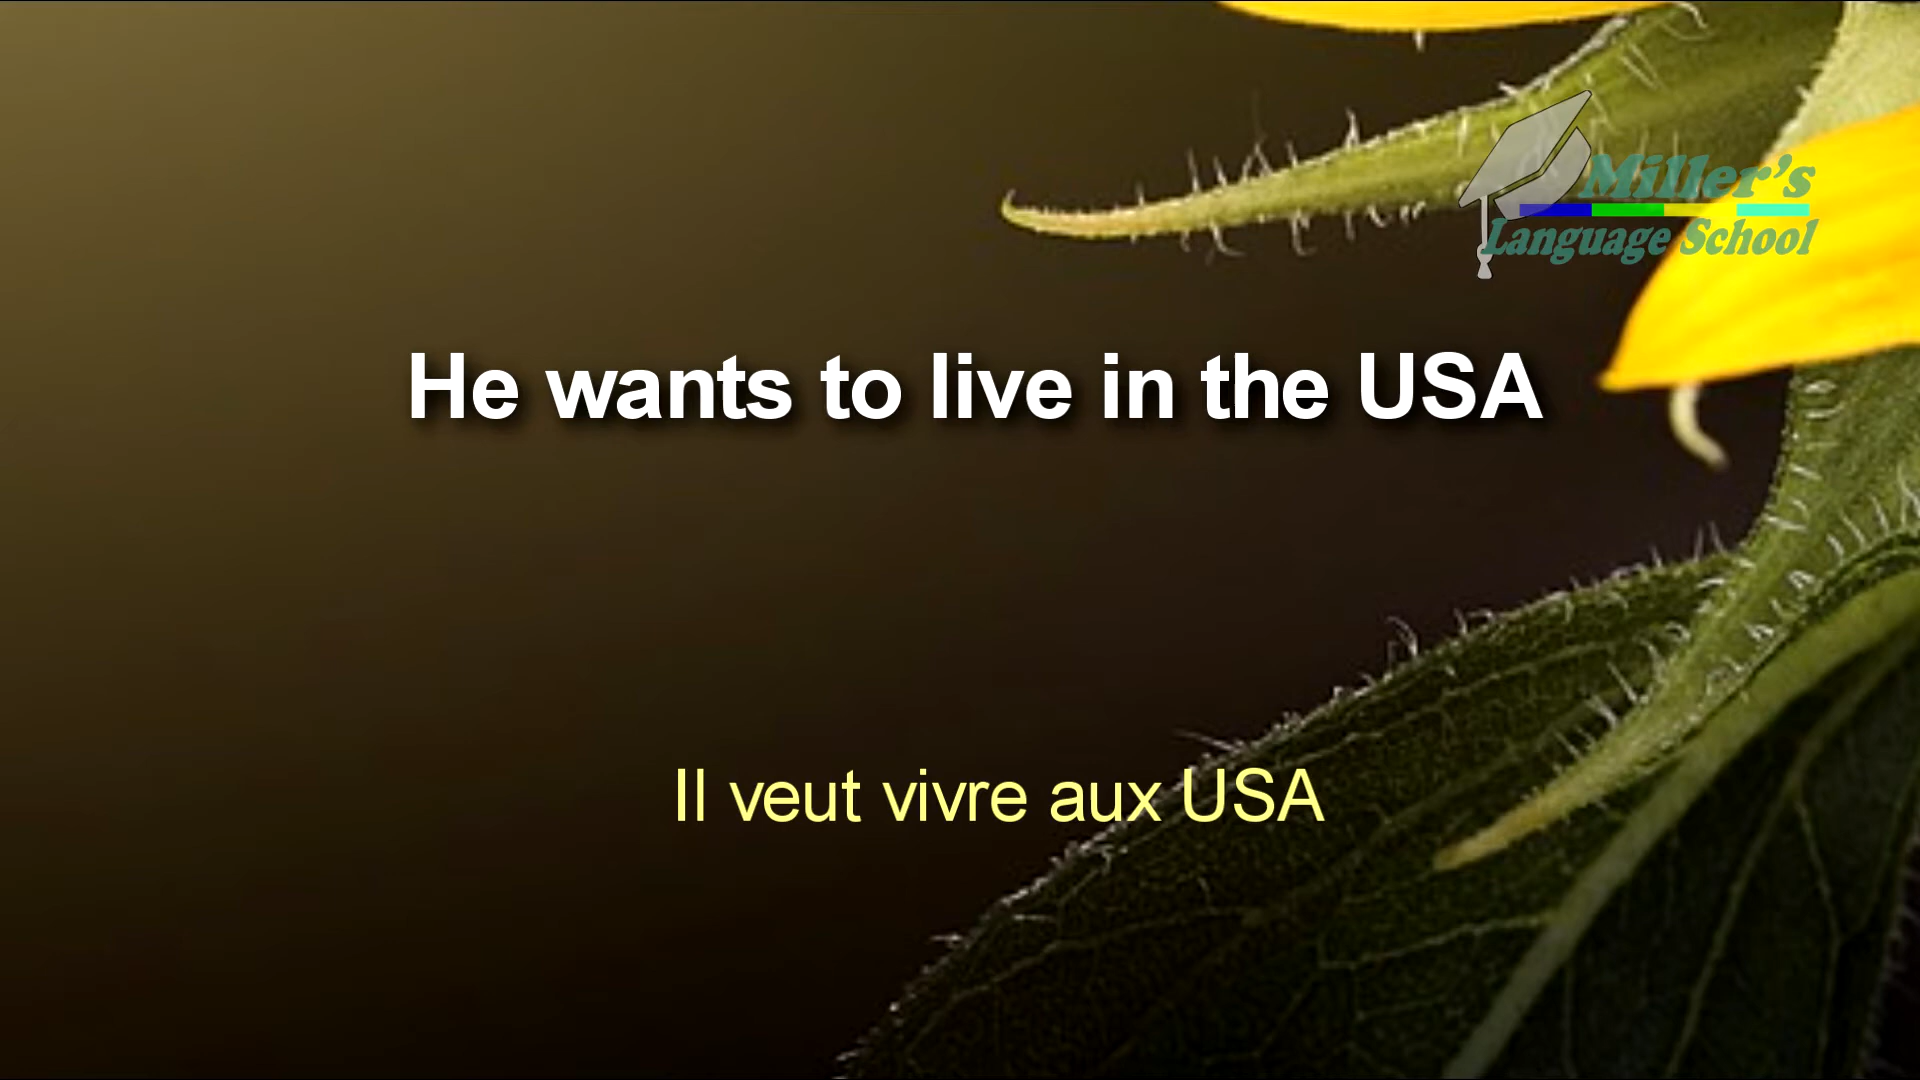 Miller's
Language School
He wants to live in the USA
Il veut vivre aux USA